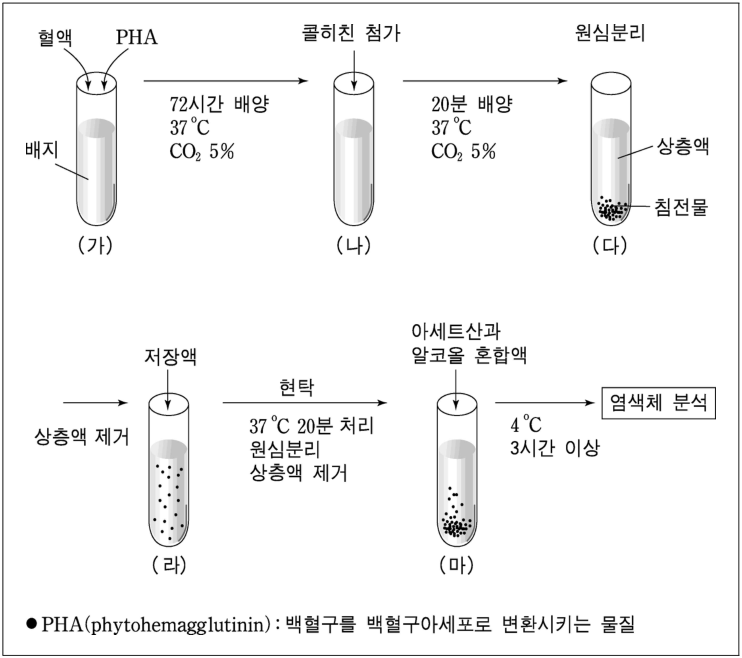 혈액 PHA
배지
(가)
72시간 배양
37 ℃
CO₂ 5%
콜히친 첨가
(나)
20분 배양
37 ℃
CO₂ 5%
원심분리
상층액
침전물
(다)
상층액 제거
저장액
(라)
현탁
37 ℃ 20분 처리
원심분리
상층액 제거
아세트산과
알코올 혼합액
(마)
4 ℃
3시간 이상
염색체 분석
● PHA(phytohemagglutinin) : 백혈구를 백혈구아세포로 변환시키는 물질